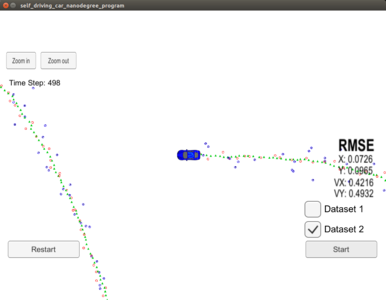 self_driving_car_nanodegree_program
Zoom in
Zoom out
Time Step: 498
RMSE
X: 0.0726
Y: 0.0965
VX: 0.4216
VY: 0.4932
Dataset 1
Dataset 2
Restart
Start